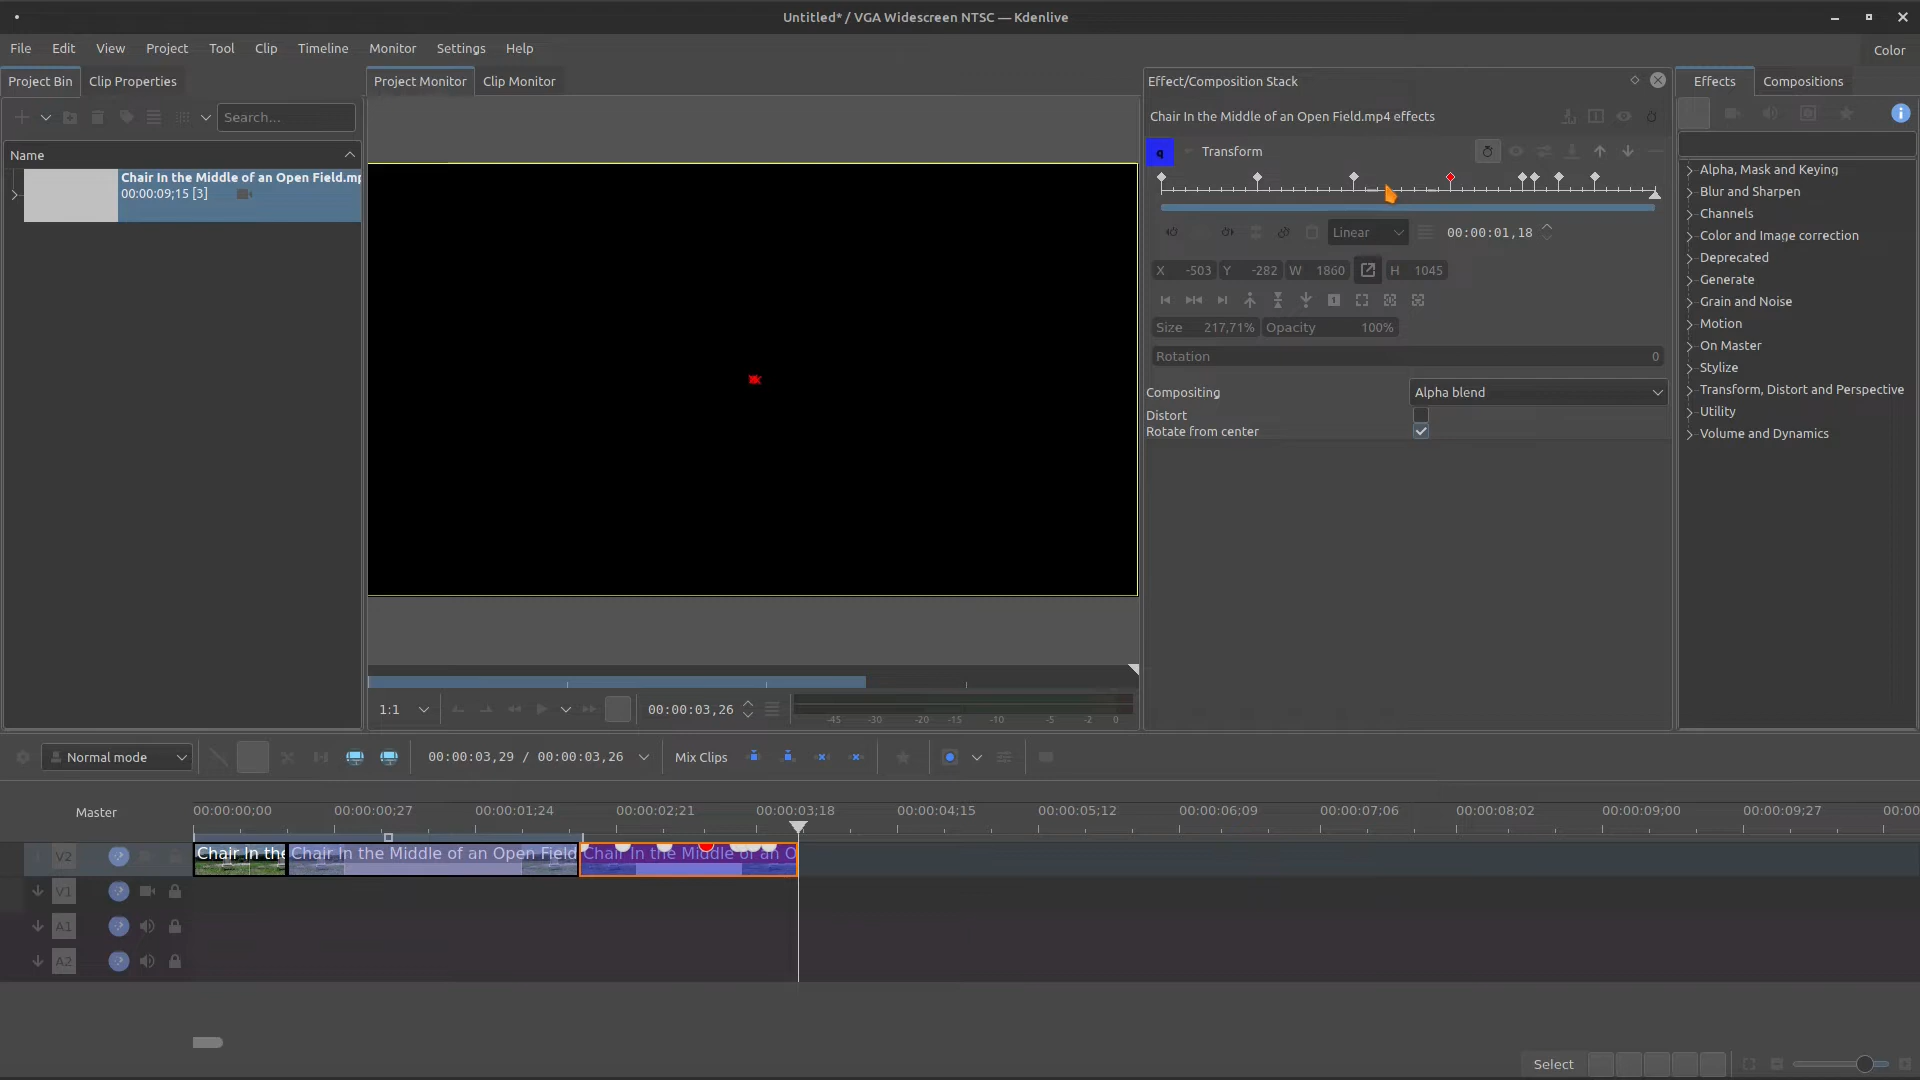 Untitled* / VGA Widescreen NTSC — Kdenlive
File Edit View Project Tool Clip Timeline Monitor Settings Help
Color
Project Bin Clip Properties
Project Monitor Clip Monitor
Effect/Composition Stack
Effects Compositions
Search...
Chair In the Middle of an Open Field.mp4 effects
Name
q Transform
Chair In the Middle of an Open Field.mp
00:00:09;15 [3]
Alpha, Mask and Keying
Blur and Sharpen
Channels
Color and Image correction
Deprecated
Generate
Grain and Noise
Motion
On Master
Stylize
Transform, Distort and Perspective
Utility
Volume and Dynamics
Linear 00:00:01,18
X -503 Y -282 W 1860 H 1045
Size 217,71% Opacity 100%
Rotation 0
Compositing Alpha blend
Distort
Rotate from center
1:1 00:00:03,26
-45 -30 -20 -15 -10 -5 -2 0
Normal mode 00:00:03,29 / 00:00:03,26 Mix Clips
Master 00:00:00;00 00:00:00;27 00:00:01;24 00:00:02;21 00:00:03;18 00:00:04;15 00:00:05;12 00:00:06;09 00:00:07;06 00:00:08;02 00:00:09;00 00:00:09;27 00:00
V2 Chair In the Chair In the Middle of an Open Field Chair In the Middle of an O
V1
A1
A2
Select